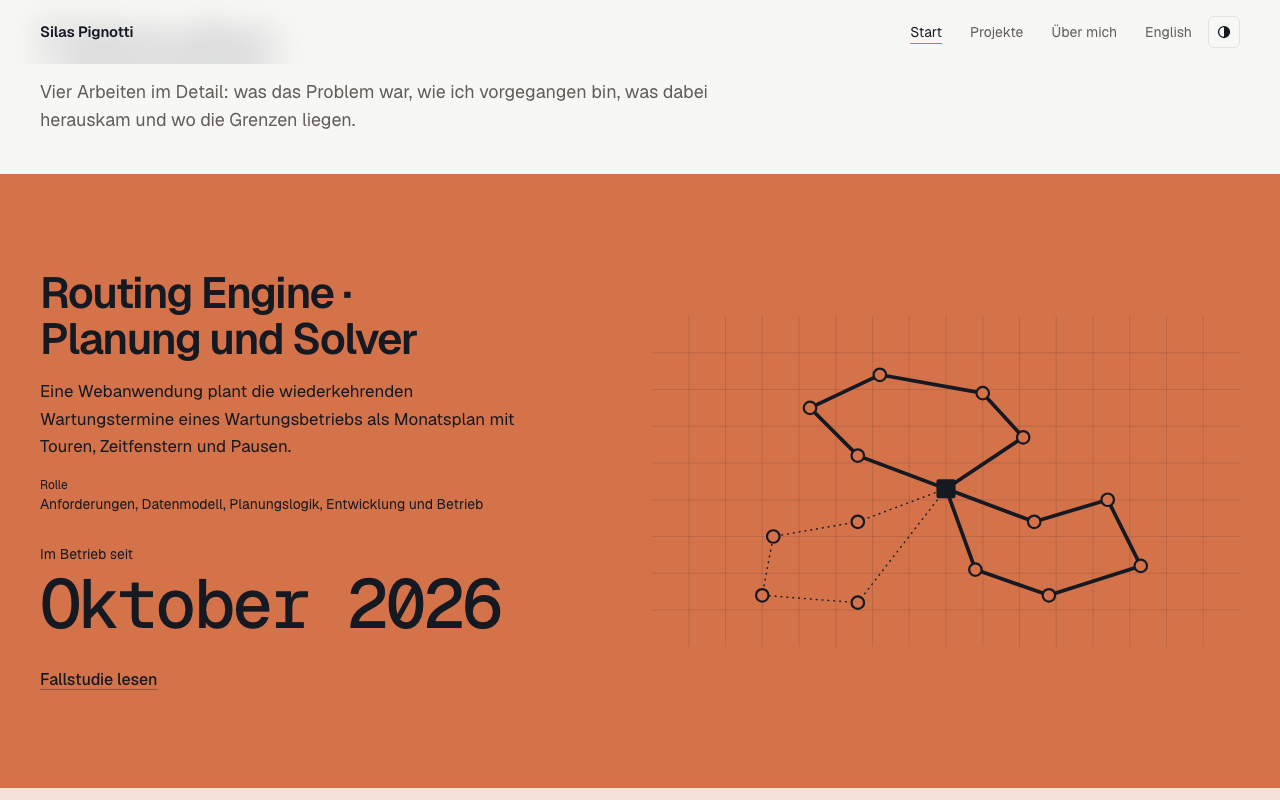 Silas Pignotti
Start
Projekte
Über mich
English
Vier Arbeiten im Detail: was das Problem war, wie ich vorgegangen bin, was dabei
herauskam und wo die Grenzen liegen.
Routing Engine ·
Planung und Solver
Eine Webanwendung plant die wiederkehrenden
Wartungstermine eines Wartungsbetriebs als Monatsplan mit
Touren, Zeitfenstern und Pausen.
Rolle
Anforderungen, Datenmodell, Planungslogik, Entwicklung und Betrieb
Im Betrieb seit
Oktober 2026
Fallstudie lesen